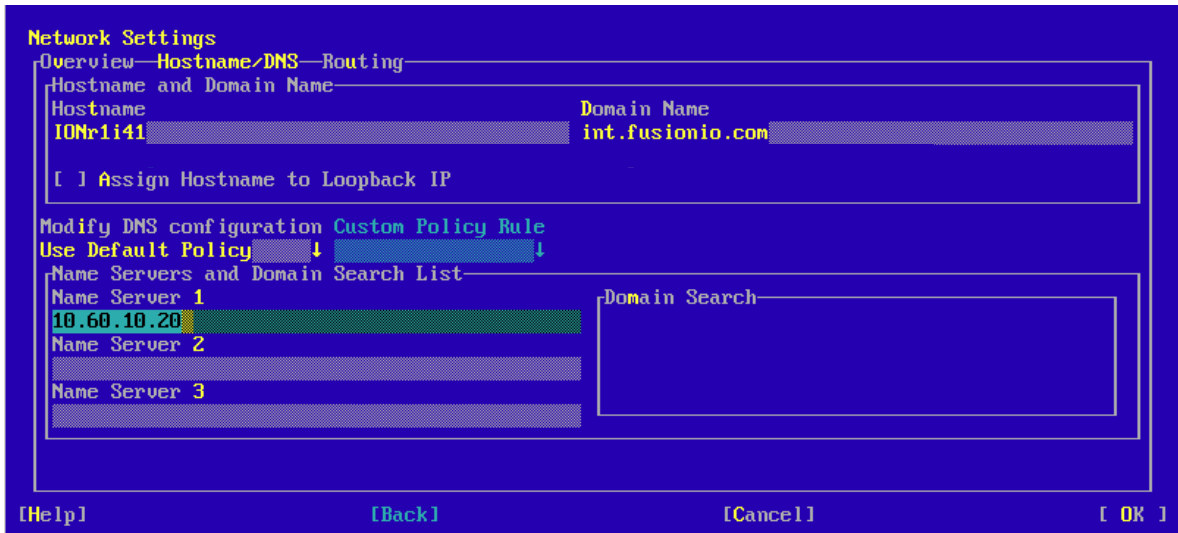 Network Settings
Overview—Hostname/DNS—Routing
Hostname and Domain Name
Hostname Domain Name
IONr1i41 int.fusionio.com
[ ] Assign Hostname to Loopback IP
Modify DNS configuration Custom Policy Rule
Use Default Policy↓ ↓
Name Servers and Domain Search List
Name Server 1 Domain Search
10.60.10.20
Name Server 2
Name Server 3
[Help] [Back] [Cancel] [ OK ]